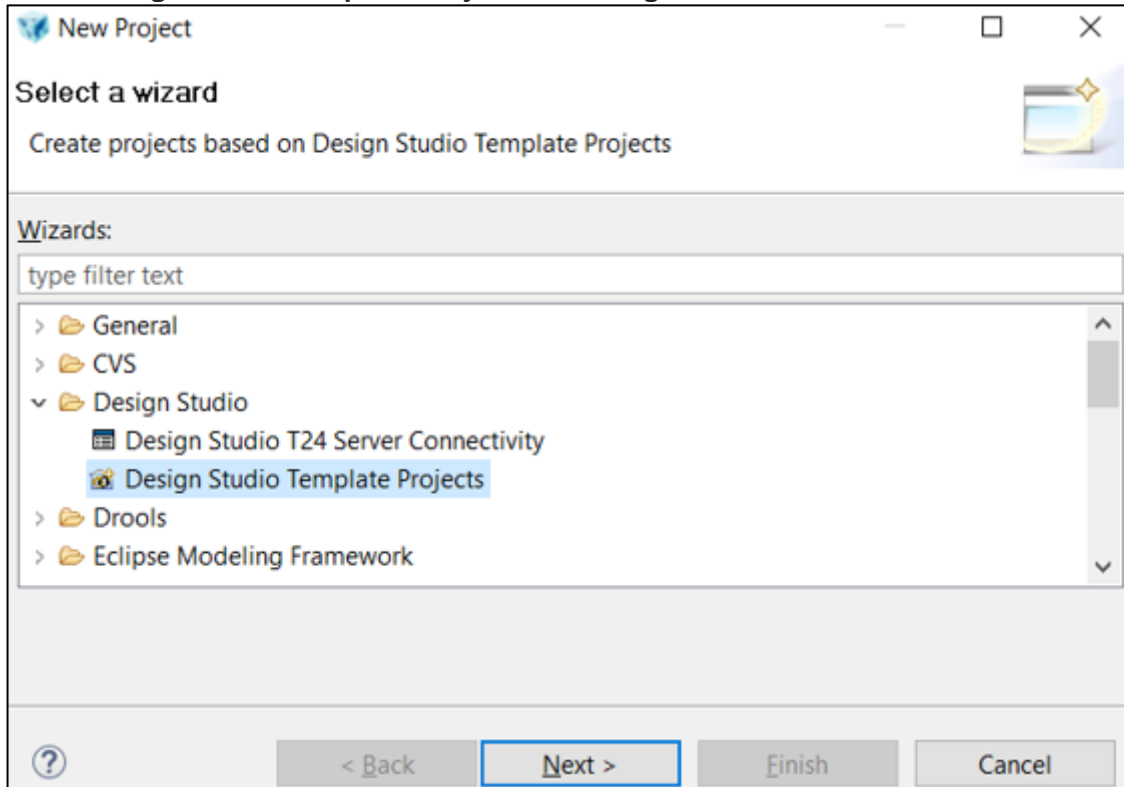 New Project
Select a wizard
Create projects based on Design Studio Template Projects
Wizards:
type filter text
General
CVS
Design Studio
Design Studio T24 Server Connectivity
Design Studio Template Projects
Drools
Eclipse Modeling Framework
? < Back Next > Finish Cancel